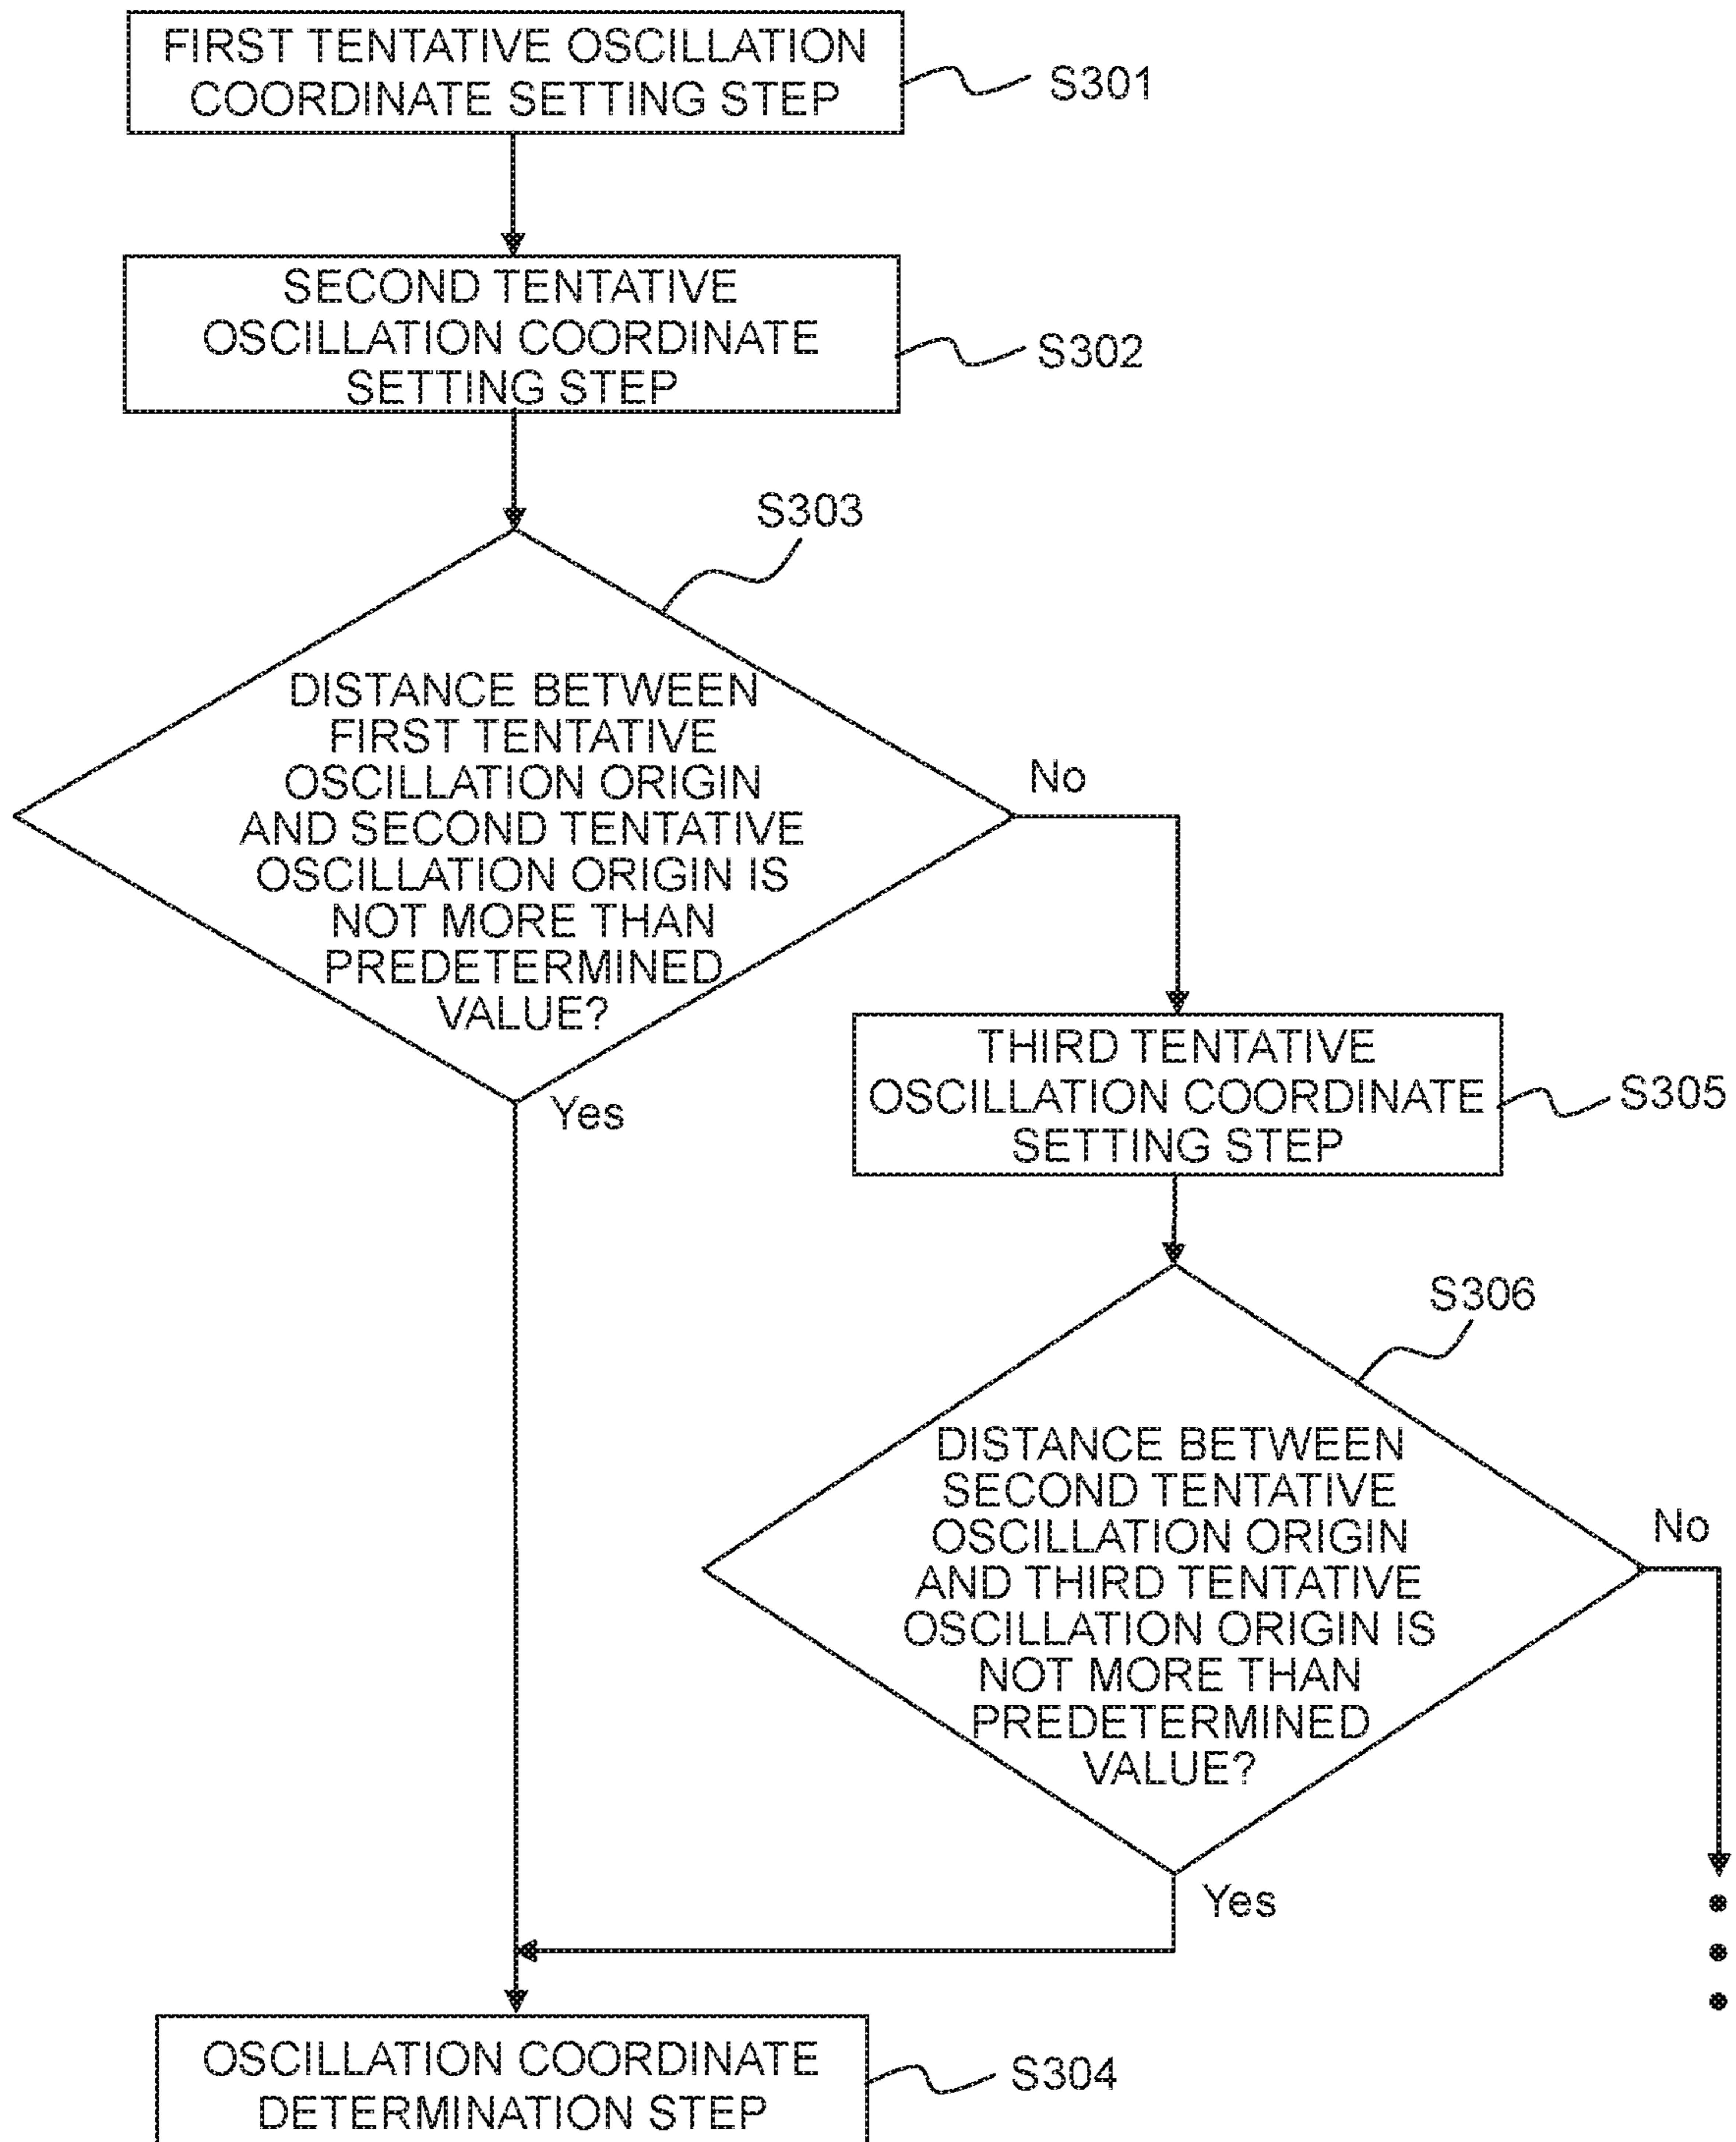 FIRST TENTATIVE OSCILLATION
COORDINATE SETTING STEP
S301
SECOND TENTATIVE
OSCILLATION COORDINATE
SETTING STEP
S302
S303
DISTANCE BETWEEN
FIRST TENTATIVE
OSCILLATION ORIGIN
AND SECOND TENTATIVE
OSCILLATION ORIGIN IS
NOT MORE THAN
PREDETERMINED
VALUE?
No
Yes
THIRD TENTATIVE
OSCILLATION COORDINATE
SETTING STEP
S305
S306
DISTANCE BETWEEN
SECOND TENTATIVE
OSCILLATION ORIGIN
AND THIRD TENTATIVE
OSCILLATION ORIGIN IS
NOT MORE THAN
PREDETERMINED
VALUE?
No
Yes
OSCILLATION COORDINATE
DETERMINATION STEP
S304